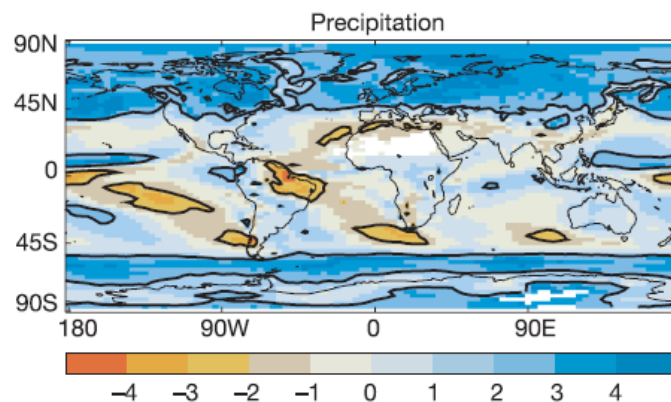 Precipitation
90N
45N
0
45S
90S
180 90W 0 90E
–4 –3 –2 –1 0 1 2 3 4